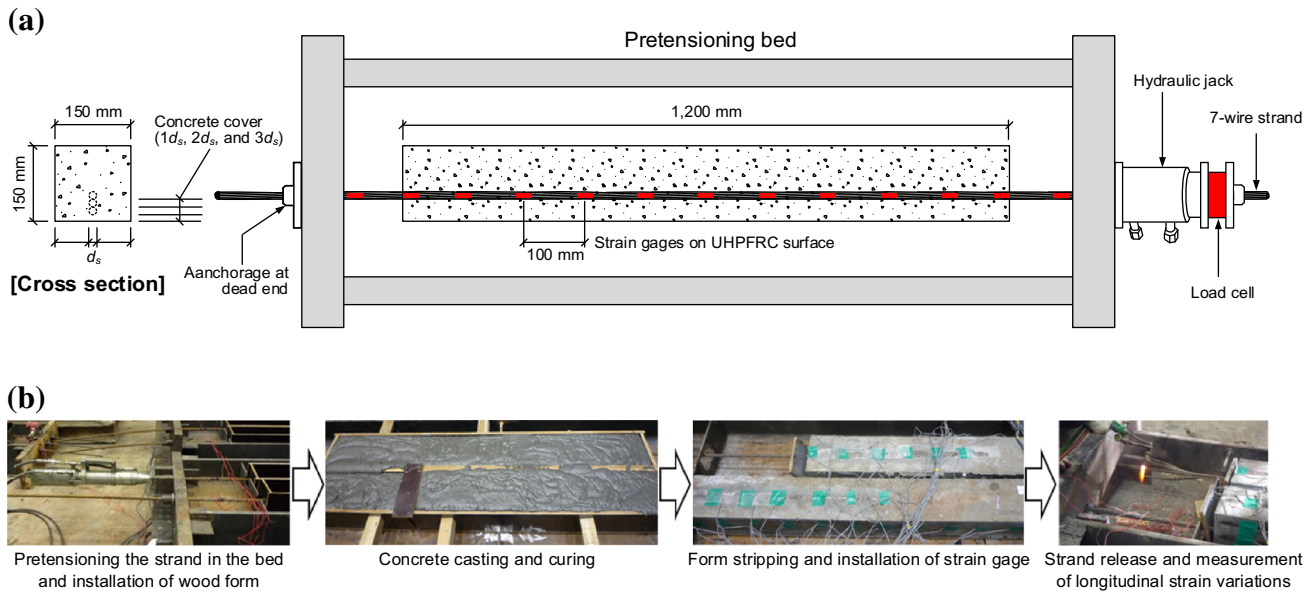 (a)
Pretensioning bed
Hydraulic jack
7-wire strand
150 mm
Concrete cover
(1ds, 2ds, and 3ds)
1,200 mm
150 mm
ds
100 mm
Strain gages on UHPFRC surface
[Cross section]
Aanchorage at
dead end
Load cell
(b)
Pretensioning the strand in the bed
and installation of wood form
Concrete casting and curing
Form stripping and installation of strain gage
Strand release and measurement
of longitudinal strain variations